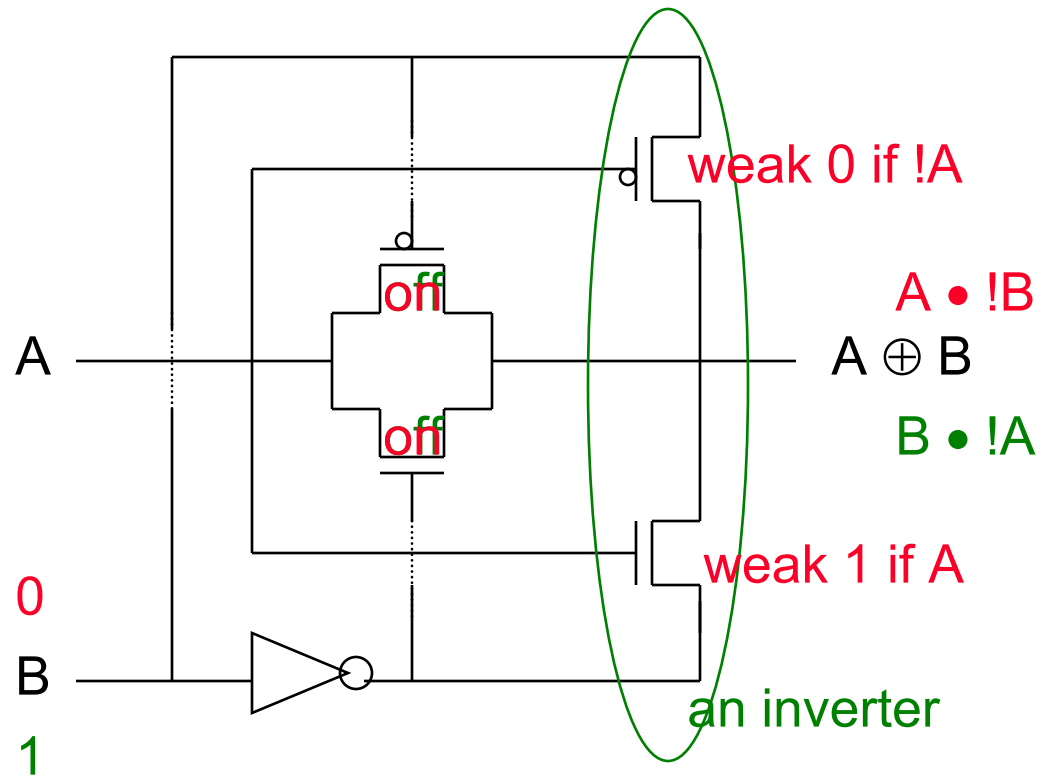 weak 0 if !A
off
A • !B
A
A ⊕ B
off
B • !A
weak 1 if A
0
B
an inverter
1